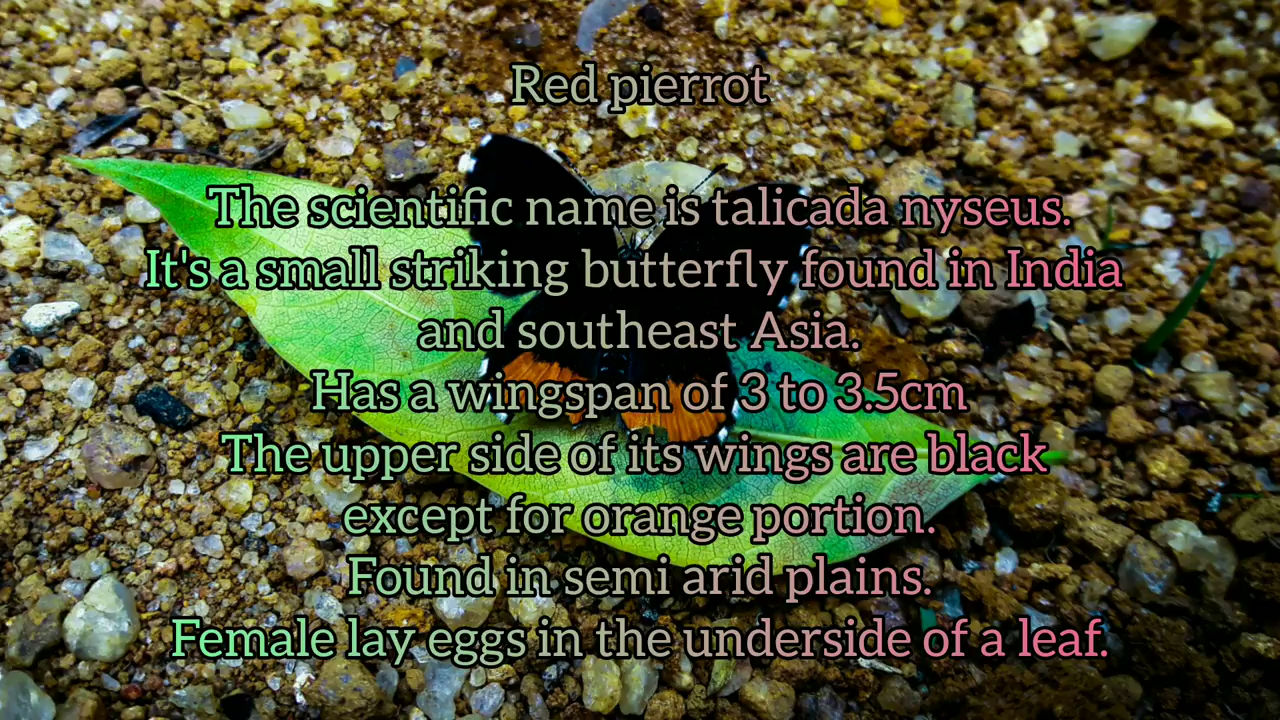 Red pierrot
The scientific name is talicada nyseus.
It's a small striking butterfly found in India
and southeast Asia.
Has a wingspan of 3 to 3.5cm
The upper side of its wings are black
except for orange portion.
Found in semi arid plains.
Female lay eggs in the underside of a leaf.